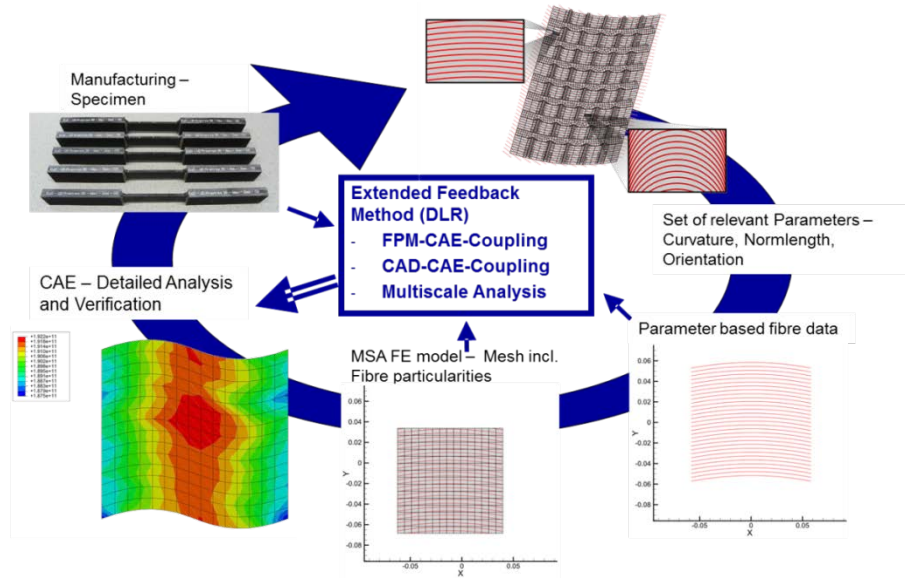 Manufacturing –
Specimen
Extended Feedback
Method (DLR)
- FPM-CAE-Coupling
- CAD-CAE-Coupling
- Multiscale Analysis
Set of relevant Parameters –
Curvature, Normlength,
Orientation
CAE – Detailed Analysis
and Verification
MSA FE model – Mesh incl.
Fibre particularities
0.06
0.04
0.02
0
-0.02
-0.04
-0.06
-0.08
Y
-0.05
0
0.05
X
Parameter based fibre data
0.06
0.04
0.02
0
-0.02
-0.04
-0.06
-0.08
Y
-0.05
0
0.05
X